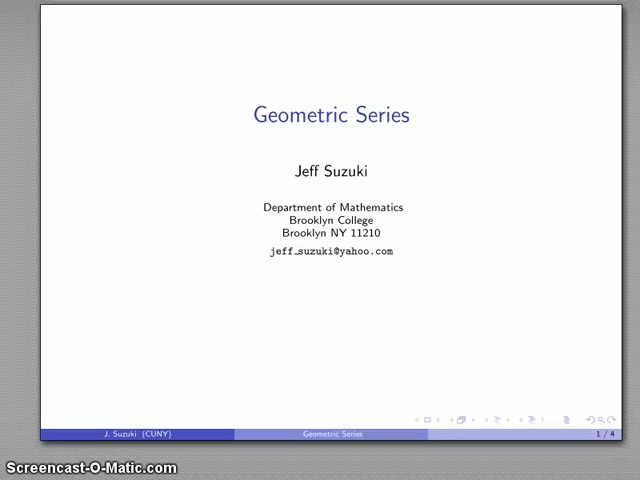 Geometric Series
Jeff Suzuki
Department of Mathematics
Brooklyn College
Brooklyn NY 11210
jeff_suzuki@yahoo.com
J. Suzuki (CUNY)
Geometric Series
1 / 4
Screencast-O-Matic.com